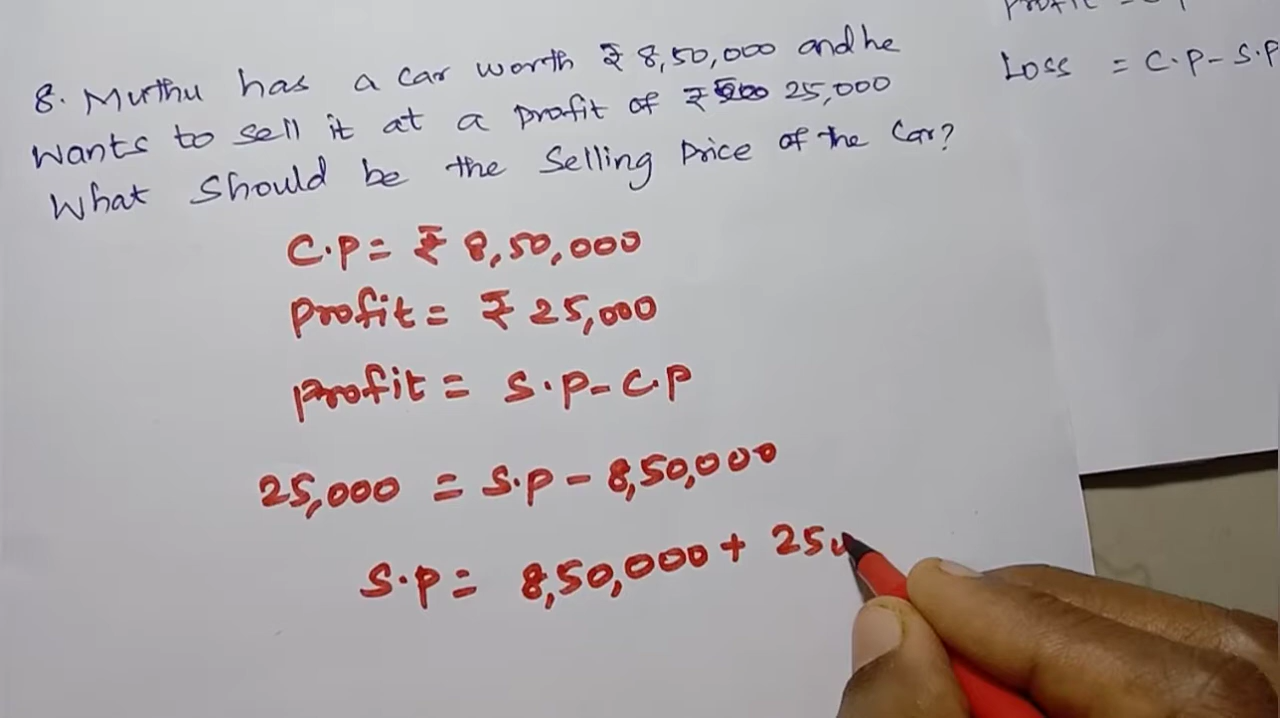 8. Muthu has a car worth ₹ 8,50,000 and he
wants to sell it at a profit of ₹ 25,000
What should be the selling price of the car?
Loss = C.P - S.P
C.P = ₹ 8,50,000
Profit = ₹ 25,000
Profit = S.P - C.P
25,000 = S.P - 8,50,000
S.P = 8,50,000 + 25